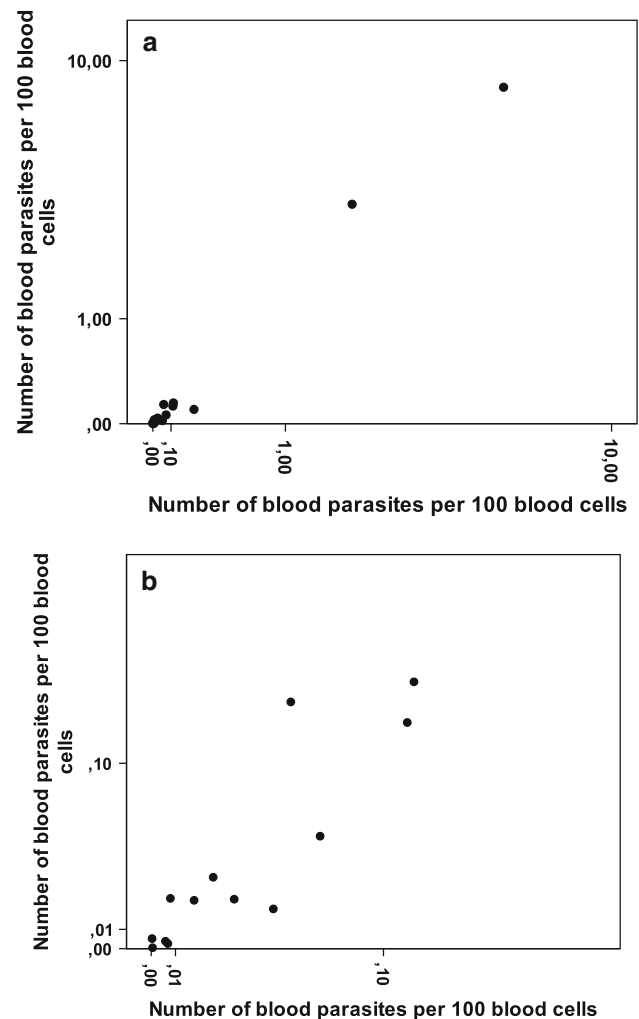 a
Number of blood parasites per 100 blood
cells
10,00
1,00
,00
,00
,10
1,00
10,00
Number of blood parasites per 100 blood cells
b
Number of blood parasites per 100 blood
cells
,10
,01
,00
,00
,01
,10
Number of blood parasites per 100 blood cells